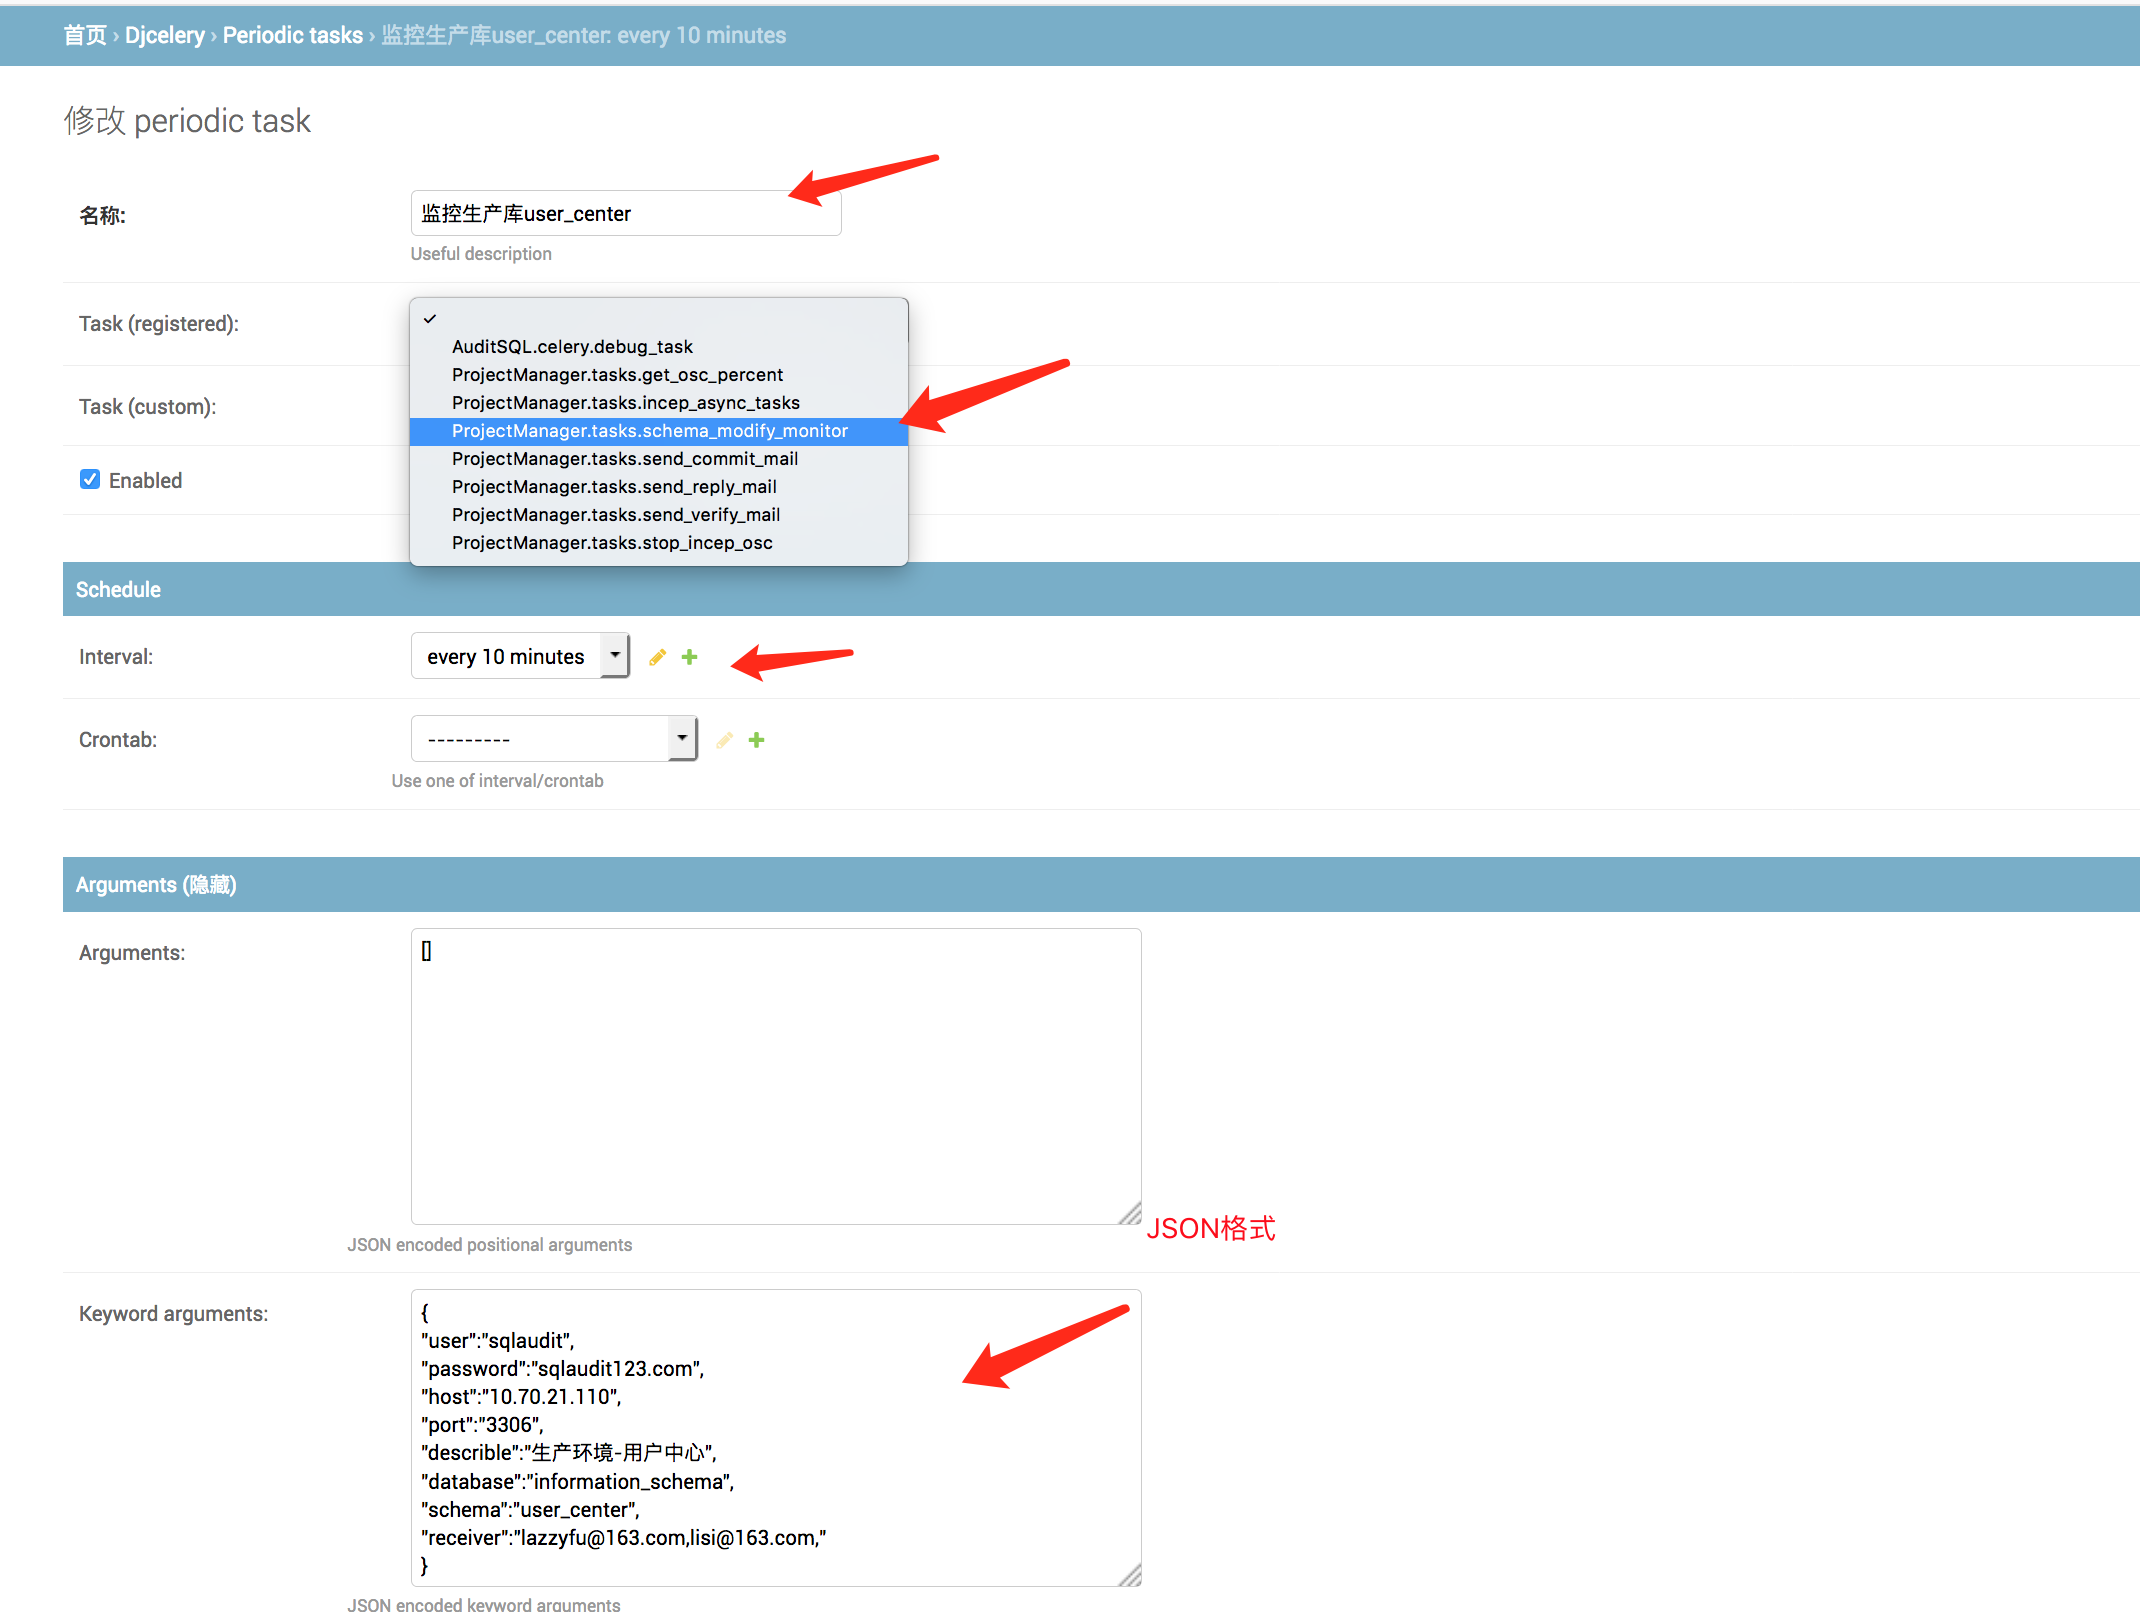 首页 › Djcelery › Periodic tasks › 监控生产库user_center: every 10 minutes
修改 periodic task
名称:
监控生产库user_center
Useful description
Task (registered):
AuditSQL.celery.debug_task
ProjectManager.tasks.get_osc_percent
ProjectManager.tasks.incep_async_tasks
ProjectManager.tasks.schema_modify_monitor
ProjectManager.tasks.send_commit_mail
ProjectManager.tasks.send_reply_mail
ProjectManager.tasks.send_verify_mail
ProjectManager.tasks.stop_incep_osc
Task (custom):
Enabled
Schedule
Interval:
every 10 minutes
Crontab:
---------
Use one of interval/crontab
Arguments (隐藏)
Arguments:
[]
JSON格式
JSON encoded positional arguments
Keyword arguments:
{
"user":"sqlaudit",
"password":"sqlaudit123.com",
"host":"10.70.21.110",
"port":"3306",
"describle":"生产环境-用户中心",
"database":"information_schema",
"schema":"user_center",
"receiver":"lazzyfu@163.com,lisi@163.com,"
}
JSON encoded keyword arguments